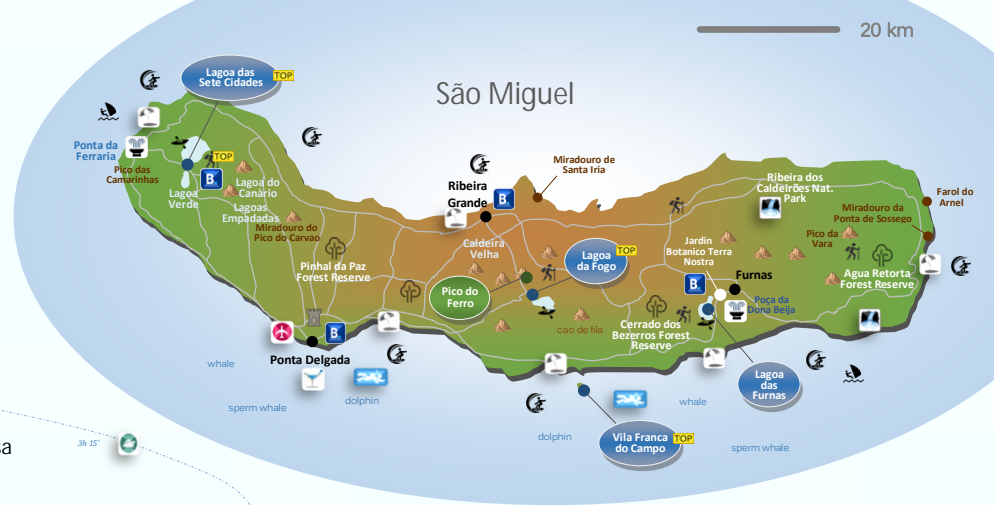 20 km
São Miguel
Lagoa das
Sete Cidades
TOP
Ponta da
Ferraria
Pico das
Camarinhas
TOP
B
Lagoa
Verde
Lagoa do
Canario
Lagoas
Empadadas
Miradouro do
Pico do Carvao
Pinhal da Paz
Forest Reserve
Ribeira
Grande
B
Miradouro de
Santa Iria
Caldeira
Velha
Lagoa
da Fogo
TOP
Pico do
Ferro
cao de fila
Ribeira dos
Caldeirões Nat.
Park
Farol do
Arnel
Miradouro da
Ponta de Sossego
Pico da
Vara
Jardin
Botanico Terra
Nostra
Furnas
B
Poça da
Dona Beija
Agua Retorta
Forest Reserve
Cerrado dos
Bezerros Forest
Reserve
B
Ponta Delgada
whale
sperm whale
dolphin
Lagoa
das
Furnas
whale
dolphin
Vila Franca
do Campo
TOP
sperm whale
3h 15'
sa